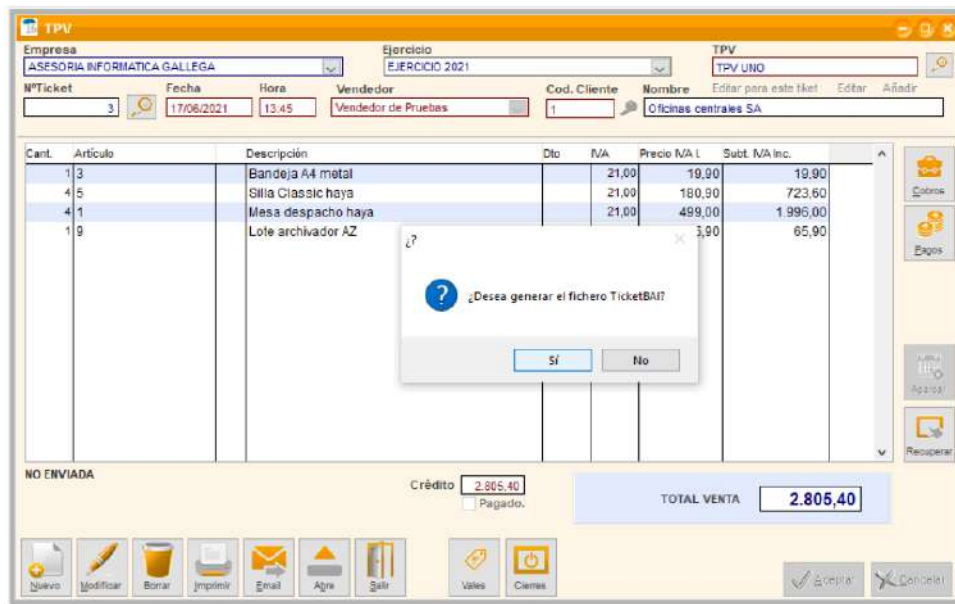 TPV
Empresa Ejercicio TPV
ASESORIA INFORMATICA GALLEGA EJERCICIO 2021 TPV UNO
NºTicket Fecha Hora Vendedor Cod. Cliente Nombre Editar para este tiket Editar Añadir
3 17/06/2021 13:45 Vendedor de Pruebas 1 Oficinas centrales SA
Cant. Artículo Descripción Dto IVA Precio IVA I. Subt. IVA Inc.
1 3 Bandeja A4 metal 21,00 19,90 19,90
4 5 Silla Classic haya 21,00 180,90 723,60
4 1 Mesa despacho haya 21,00 499,00 1.996,00
1 9 Lote archivador AZ 5,90 65,90
¿?
¿Desea generar el fichero TicketBAI?
Sí No
Cobros
Pagos
Aparcar
Recuperar
NO ENVIADA
Crédito 2.805,40
Pagado.
TOTAL VENTA 2.805,40
Nuevo Modificar Borrar Imprimir Email Abre Salir Vales Cierres Aceptar Cancelar